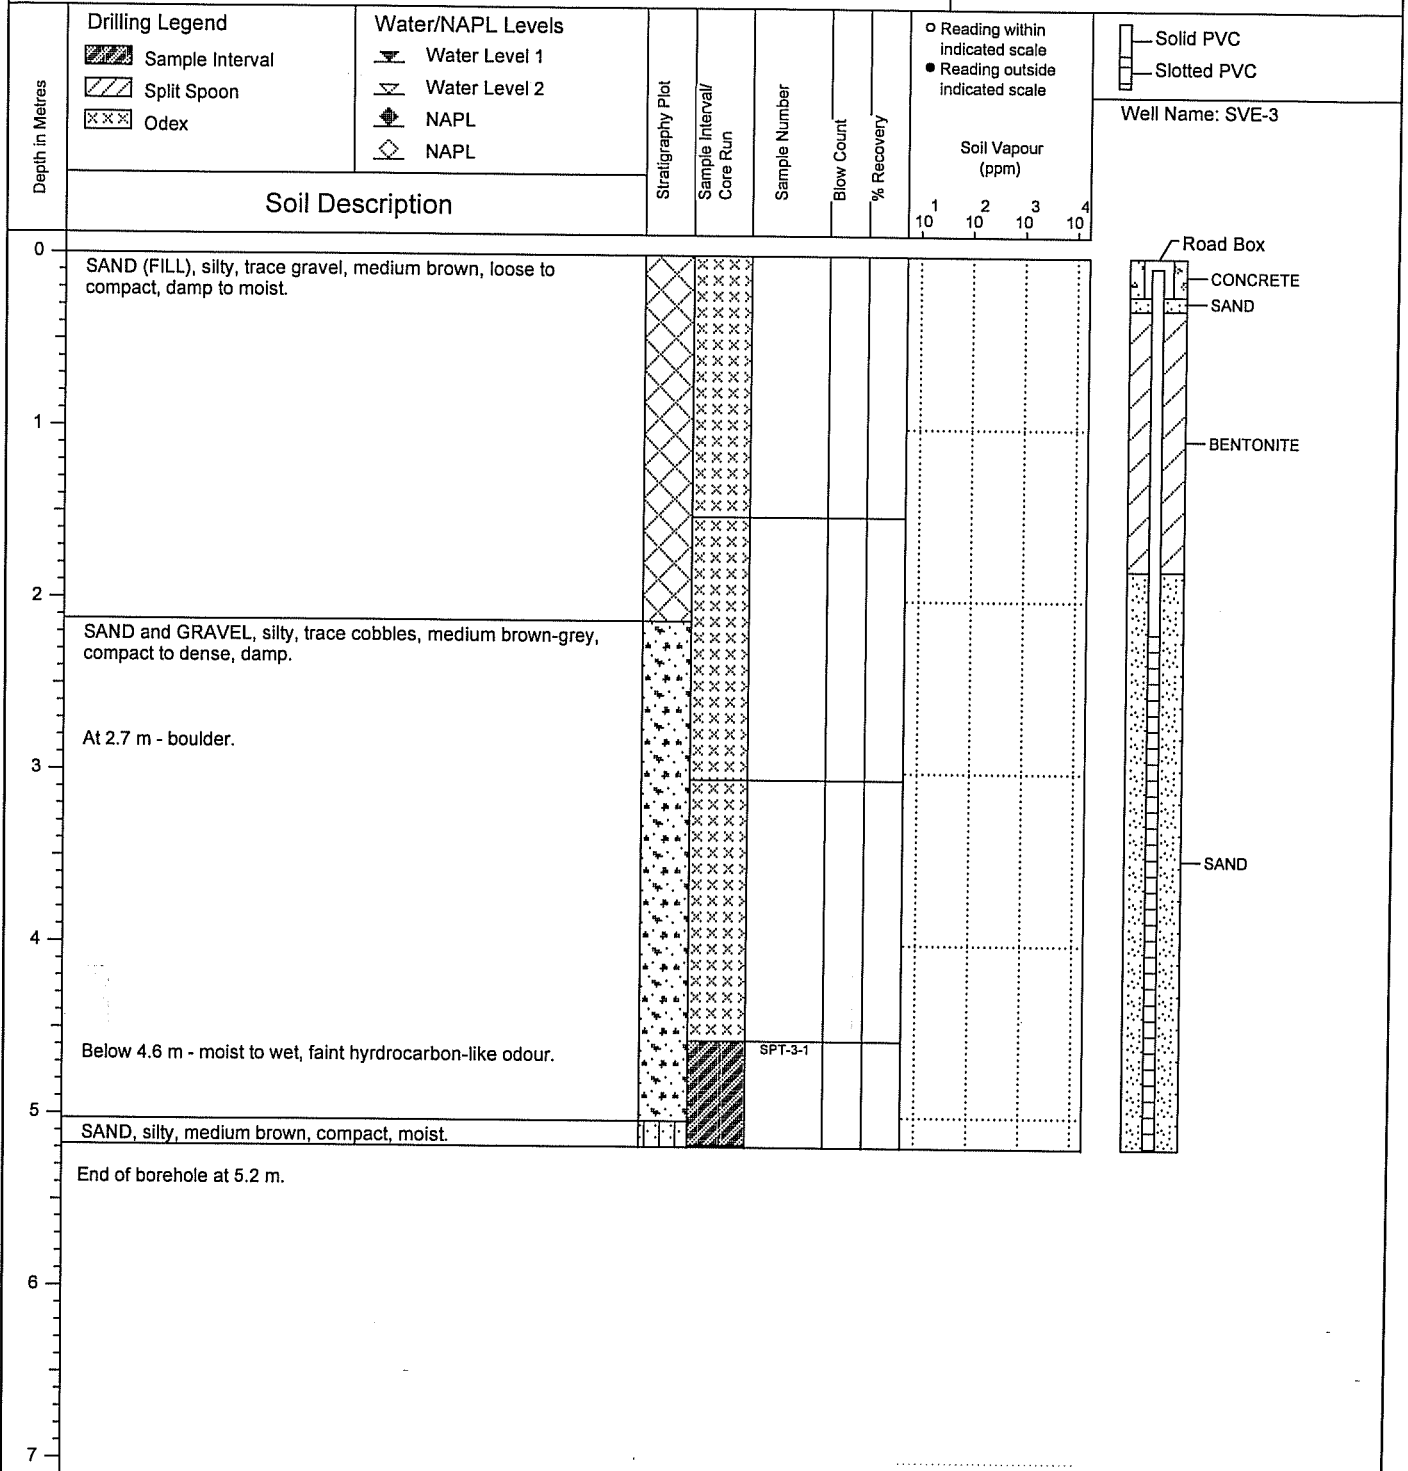 Drilling Legend
Sample Interval
Split Spoon
XXX Odex
Water/NAPL Levels
Water Level 1
Water Level 2
NAPL
NAPL
Depth in Metres
Soil Description
Stratigraphy Plot
Sample Interval/
Core Run
Sample Number
Blow Count
% Recovery
Reading within
indicated scale
Reading outside
indicated scale
Soil Vapour
(ppm)
10 1 10 2 10 3 10 4
Solid PVC
Slotted PVC
Well Name: SVE-3
Road Box
CONCRETE
SAND
BENTONITE
SAND
0
SAND (FILL), silty, trace gravel, medium brown, loose to
compact, damp to moist.
1
2
SAND and GRAVEL, silty, trace cobbles, medium brown-grey,
compact to dense, damp.
At 2.7 m - boulder.
3
4
Below 4.6 m - moist to wet, faint hyrdrocarbon-like odour.
SPT-3-1
5
SAND, silty, medium brown, compact, moist.
End of borehole at 5.2 m.
6
7